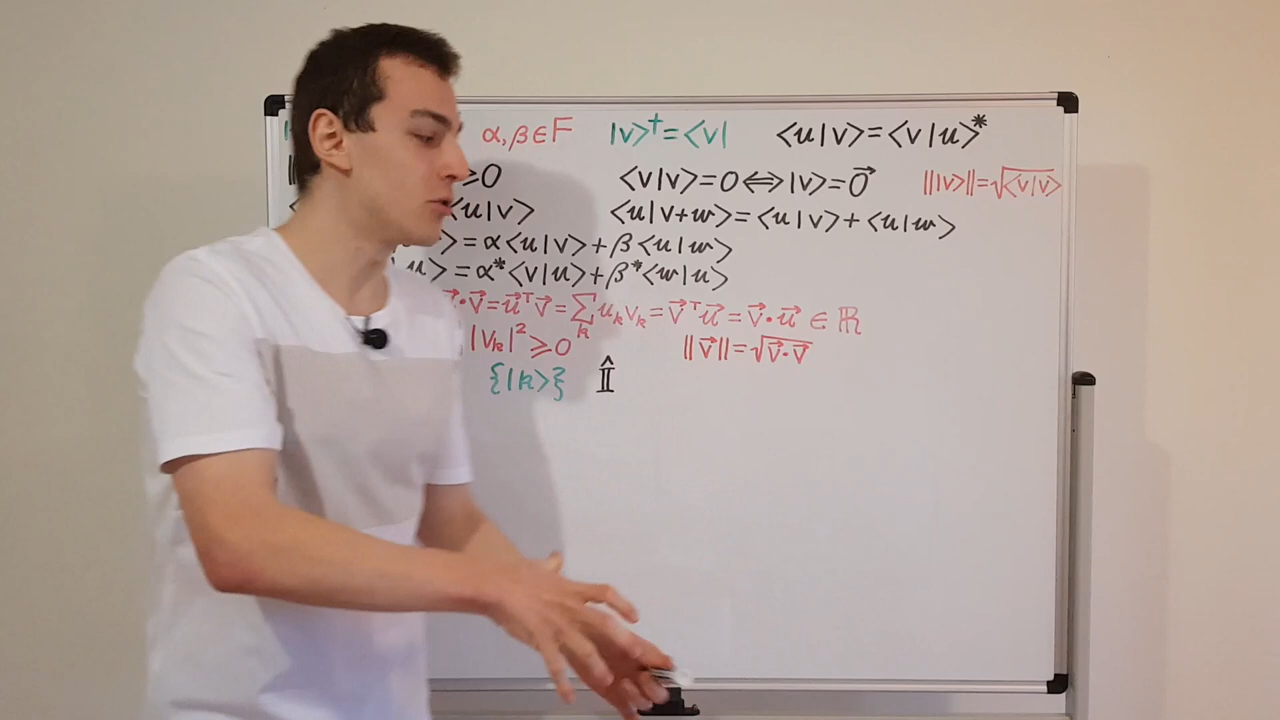 α, β ∈ F |v⟩† = ⟨v| ⟨u|v⟩ = ⟨v|u⟩*
≥0 ⟨v|v⟩ = 0 ⟺ |v⟩ = 0⃗ || |v⟩ || = √⟨v|v⟩
⟨u|v⟩ ⟨u|v+w⟩ = ⟨u|v⟩ + ⟨u|w⟩
⟩ = α⟨u|v⟩ + β⟨u|w⟩
u⟩ = α*⟨v|u⟩ + β*⟨w|u⟩
·v⃗ = u⃗ᵀv⃗ = ∑ₖ uₖvₖ = v⃗ᵀu⃗ = v⃗·u⃗ ∈ ℝ
|vₖ|² ≥ 0 ||v⃗|| = √v⃗·v⃗
{|k⟩} 𝕀̂